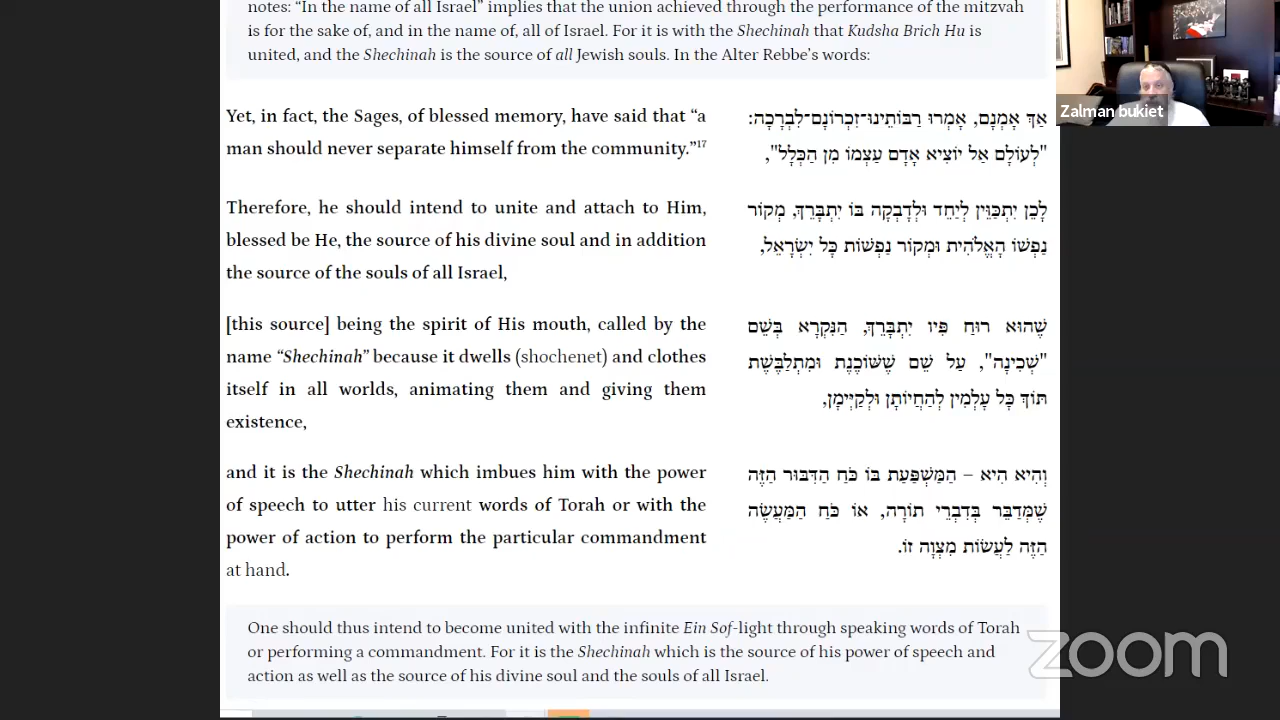 notes: “In the name of all Israel” implies that the union achieved through the performance of the mitzvah
is for the sake of, and in the name of, all of Israel. For it is with the Shechinah that Kudsha Brich Hu is
united, and the Shechinah is the source of all Jewish souls. In the Alter Rebbe’s words:
Zalman bukiet
Yet, in fact, the Sages, of blessed memory, have said that “a
man should never separate himself from the community.”17
אַךְ אָמְנָם, אָמְרוּ רַבּוֹתֵינוּ־זִכְרוֹנָם־לִבְרָכָה:
"לְעוֹלָם אַל יוֹצִיא אָדָם עַצְמוֹ מִן הַכְּלָל",
Therefore, he should intend to unite and attach to Him,
blessed be He, the source of his divine soul and in addition
the source of the souls of all Israel,
לָכֵן יִתְכַּוֵּין לְיַחֵד וּלְדָבְקָה בּוֹ יִתְבָּרֵךְ, מְקוֹר
נַפְשׁוֹ הָאֱלֹהִית וּמְקוֹר נַפְשׁוֹת כָּל יִשְׂרָאֵל,
[this source] being the spirit of His mouth, called by the
name “Shechinah” because it dwells (shochenet) and clothes
itself in all worlds, animating them and giving them
existence,
שֶׁהוּא רוּחַ פִּיו יִתְבָּרֵךְ, הַנִּקְרָא בְּשֵׁם
"שְׁכִינָה", עַל שֵׁם שֶׁשּׁוֹכֶנֶת וּמִתְלַבֶּשֶׁת
תּוֹךְ כָּל עָלְמִין לְהַחֲיוֹתָן וּלְקַיְּימָן,
and it is the Shechinah which imbues him with the power
of speech to utter his current words of Torah or with the
power of action to perform the particular commandment
at hand.
וְהִיא הִיא – הַמַּשְׁפַּעַת בּוֹ כֹּחַ הַדִּבּוּר הַזֶּה
שֶׁמְּדַבֵּר בְּדִבְרֵי תוֹרָה, אוֹ כֹּחַ הַמַּעֲשֶׂה
הַזֶּה לַעֲשׂוֹת מִצְוָה זוֹ.
One should thus intend to become united with the infinite Ein Sof-light through speaking words of Torah
or performing a commandment. For it is the Shechinah which is the source of his power of speech and
action as well as the source of his divine soul and the souls of all Israel.
zoom